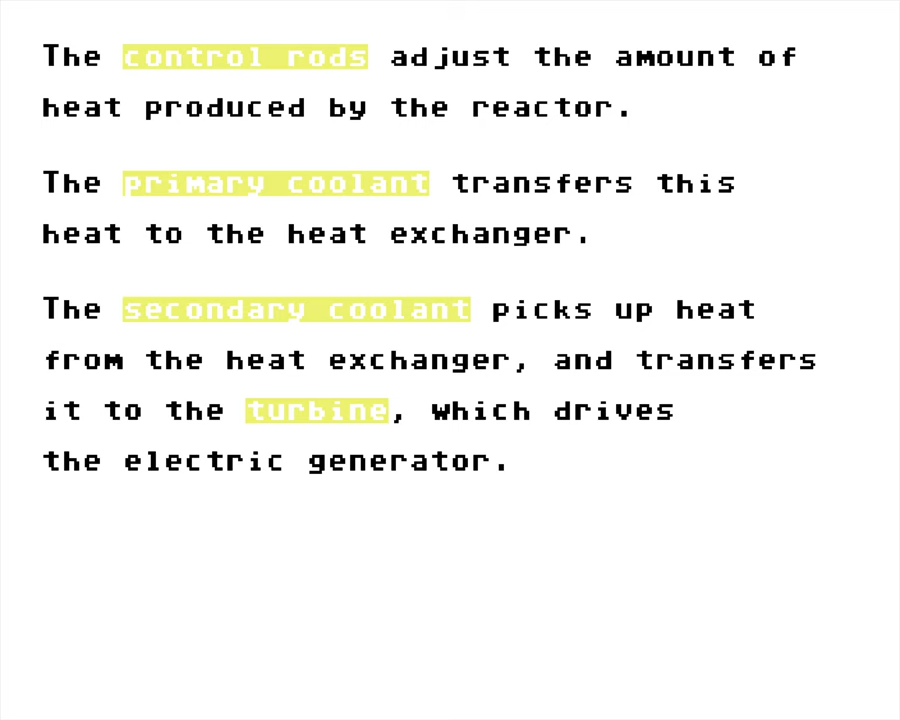 The control rods adjust the amount of
heat produced by the reactor.
The primary coolant transfers this
heat to the heat exchanger.
The secondary coolant picks up heat
from the heat exchanger, and transfers
it to the turbine, which drives
the electric generator.